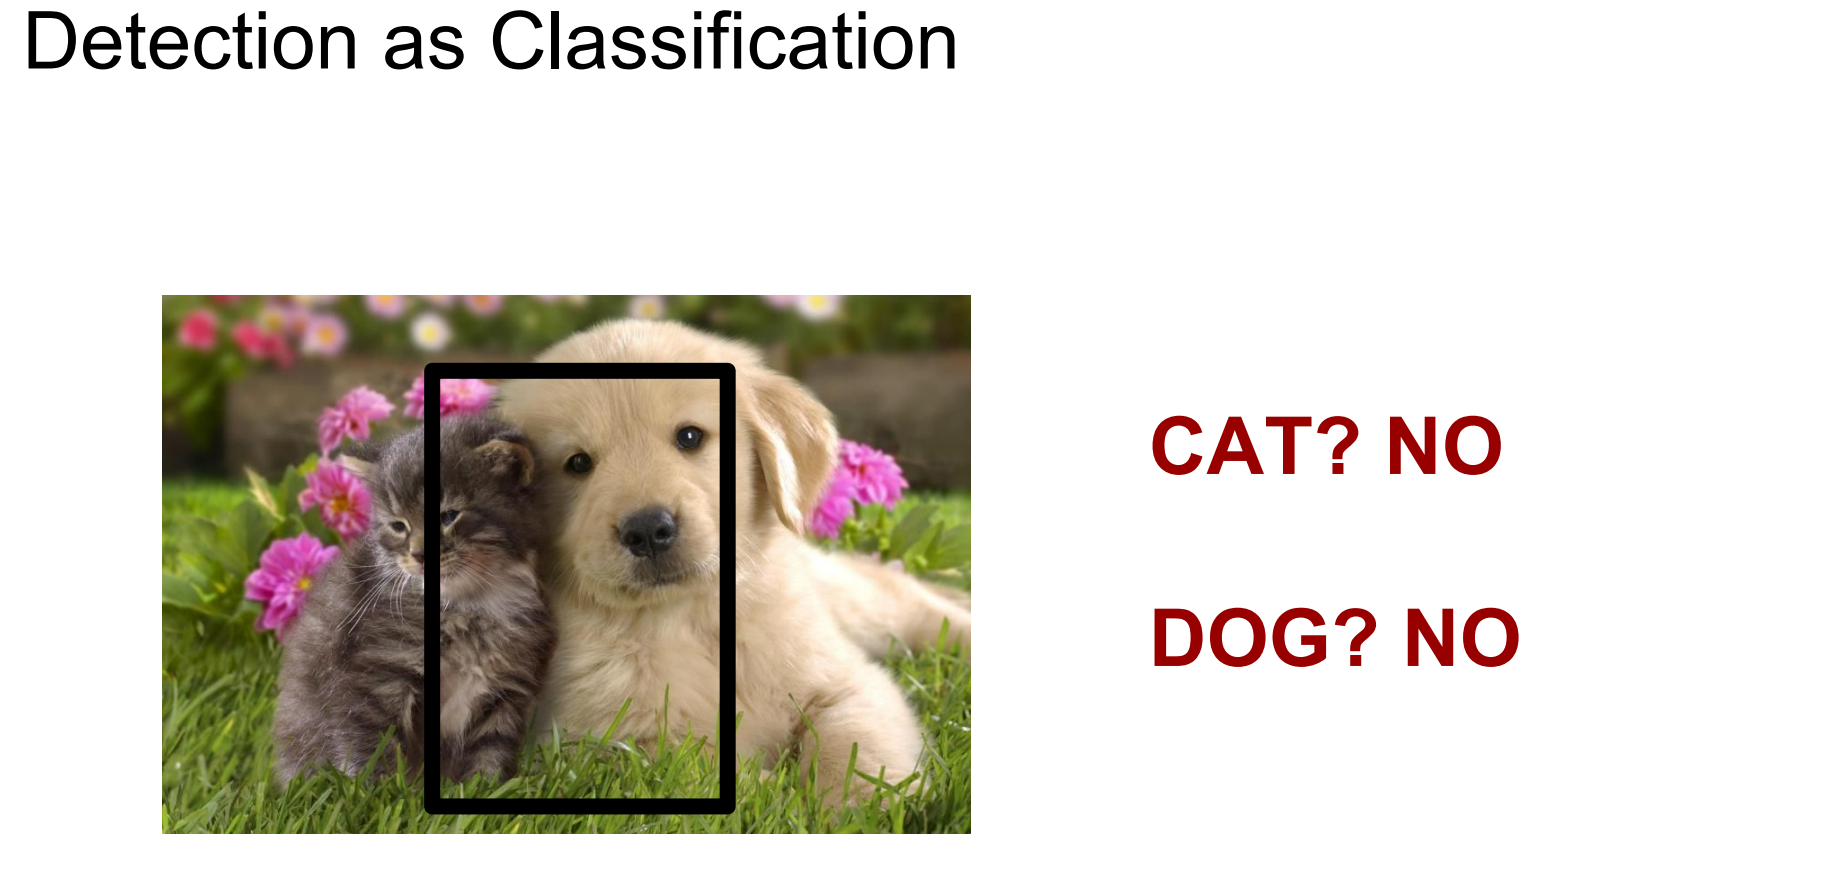 Detection as Classification
CAT? NO
DOG? NO